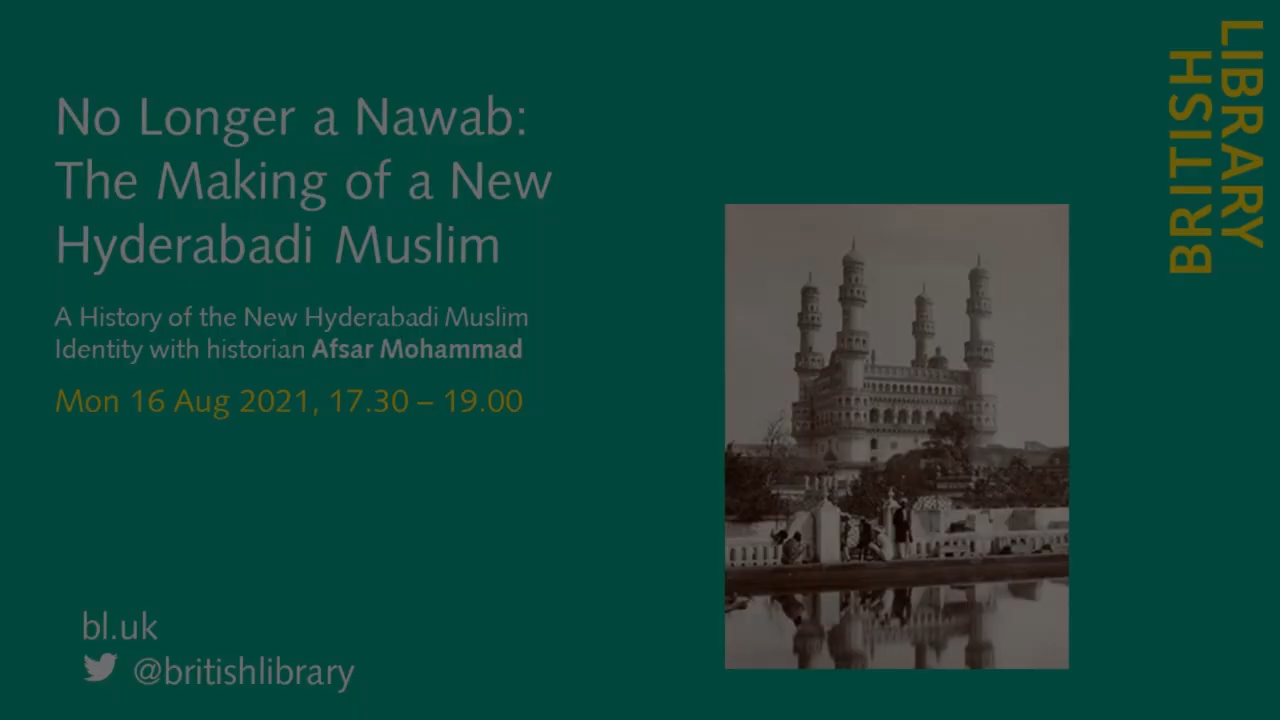 No Longer a Nawab:
The Making of a New
Hyderabadi Muslim
A History of the New Hyderabadi Muslim
Identity with historian Afsar Mohammad
Mon 16 Aug 2021, 17.30 – 19.00
bl.uk
@britishlibrary
BRITISH
LIBRARY